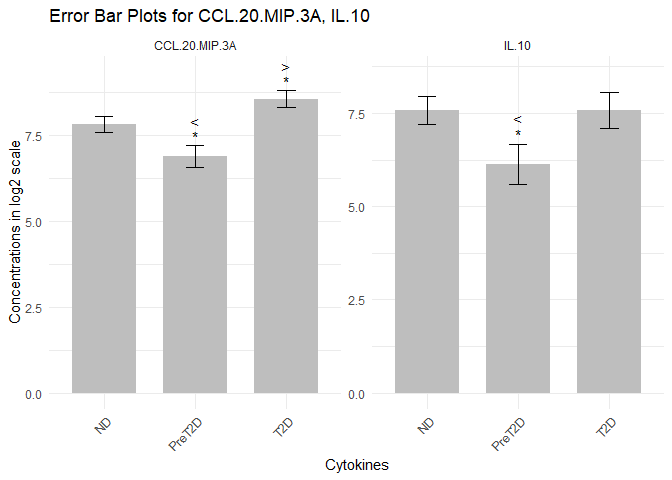 Error Bar Plots for CCL.20.MIP.3A, IL.10
CCL.20.MIP.3A
IL.10
Concentrations in log2 scale
7.5
5.0
2.5
0.0
<
*
>
*
ND
PreT2D
T2D
7.5
5.0
2.5
0.0
<
*
ND
PreT2D
T2D
Cytokines